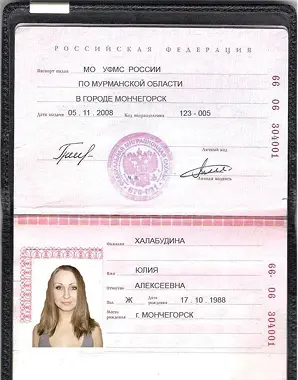 РОССИЙСКАЯ ФЕДЕРАЦИЯ
Паспорт выдан МО УФМС РОССИИ
ПО МУРМАНСКОЙ ОБЛАСТИ
В ГОРОДЕ МОНЧЕГОРСК
Дата выдачи 05.11.2008 Код подразделения 123-005
Личный код
Личная подпись
66 06 304001
Фамилия ХАЛАБУДИНА
Имя ЮЛИЯ
Отчество АЛЕКСЕЕВНА
Пол Ж Дата рождения 17.10.1988
Место рождения г. МОНЧЕГОРСК
66 06 304001